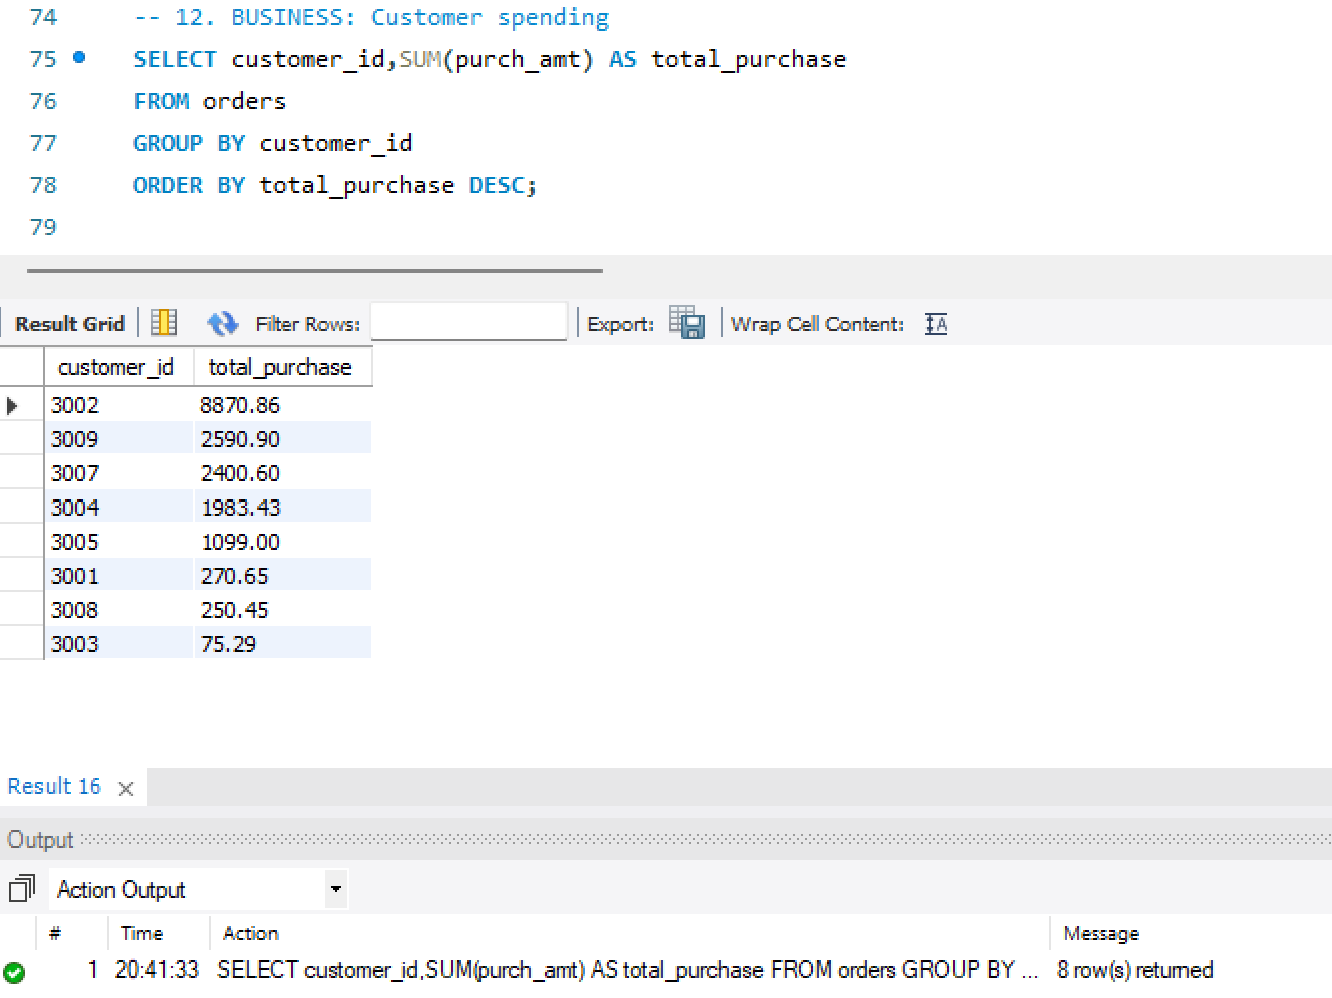 74 -- 12. BUSINESS: Customer spending
75 SELECT customer_id,SUM(purch_amt) AS total_purchase
76 FROM orders
77 GROUP BY customer_id
78 ORDER BY total_purchase DESC;
79
Result Grid Filter Rows: Export: Wrap Cell Content: IA
customer_id total_purchase
3002 8870.86
3009 2590.90
3007 2400.60
3004 1983.43
3005 1099.00
3001 270.65
3008 250.45
3003 75.29
Result 16
Output
Action Output
# Time Action Message
1 20:41:33 SELECT customer_id,SUM(purch_amt) AS total_purchase FROM orders GROUP BY ... 8 row(s) returned